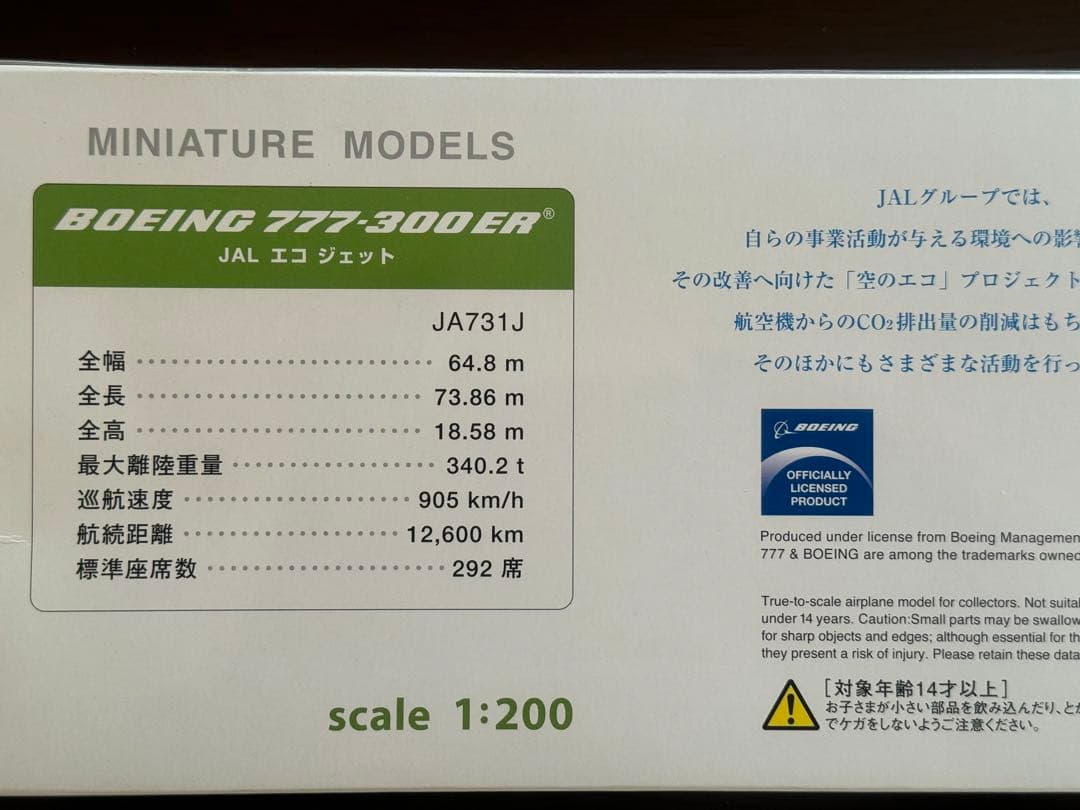 MINIATURE MODELS
BOEING 777-300ER®
JAL エコ ジェット
JA731J
全幅 64.8 m
全長 73.86 m
全高 18.58 m
最大離陸重量 340.2 t
巡航速度 905 km/h
航続距離 12,600 km
標準座席数 292 席
scale 1:200
JALグループでは、
自らの事業活動が与える環境への影響
その改善へ向けた「空のエコ」プロジェクト
航空機からのCO₂排出量の削減はもち
そのほかにもさまざまな活動を行っ
BOEING
OFFICIALLY
LICENSED
PRODUCT
Produced under license from Boeing Managemen
777 & BOEING are among the trademarks owned
True-to-scale airplane model for collectors. Not suita
under 14 years. Caution:Small parts may be swallow
for sharp objects and edges; although essential for th
they present a risk of injury. Please retain these data
［対象年齢14才以上］
お子さまが小さい部品を飲み込んだり、とが
でケガをしないようご注意ください。